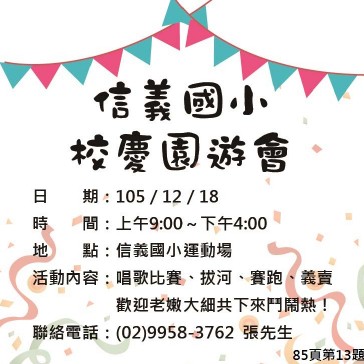 信義國小
校慶園遊會
日　　期：105 / 12 / 18
時　　間：上午9:00～下午4:00
地　　點：信義國小運動場
活動內容：唱歌比賽、拔河、賽跑、義賣
歡迎老嫩大細共下來鬥鬧熱！
聯絡電話：(02)9958-3762 張先生
85頁第13題